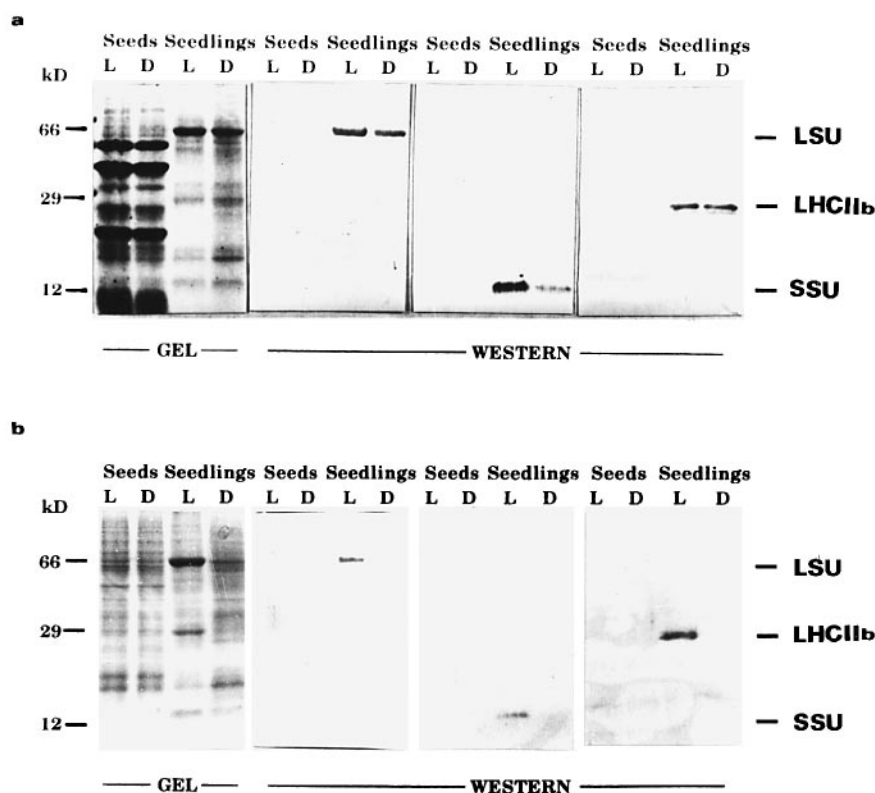 a
Seeds Seedlings Seeds Seedlings Seeds Seedlings Seeds Seedlings
kD L D L D L D L D L D L D L D L D
66 LSU
29 LHCIIb
12 SSU
GEL WESTERN
b
Seeds Seedlings Seeds Seedlings Seeds Seedlings Seeds Seedlings
kD L D L D L D L D L D L D L D L D
66 LSU
29 LHCIIb
12 SSU
GEL WESTERN